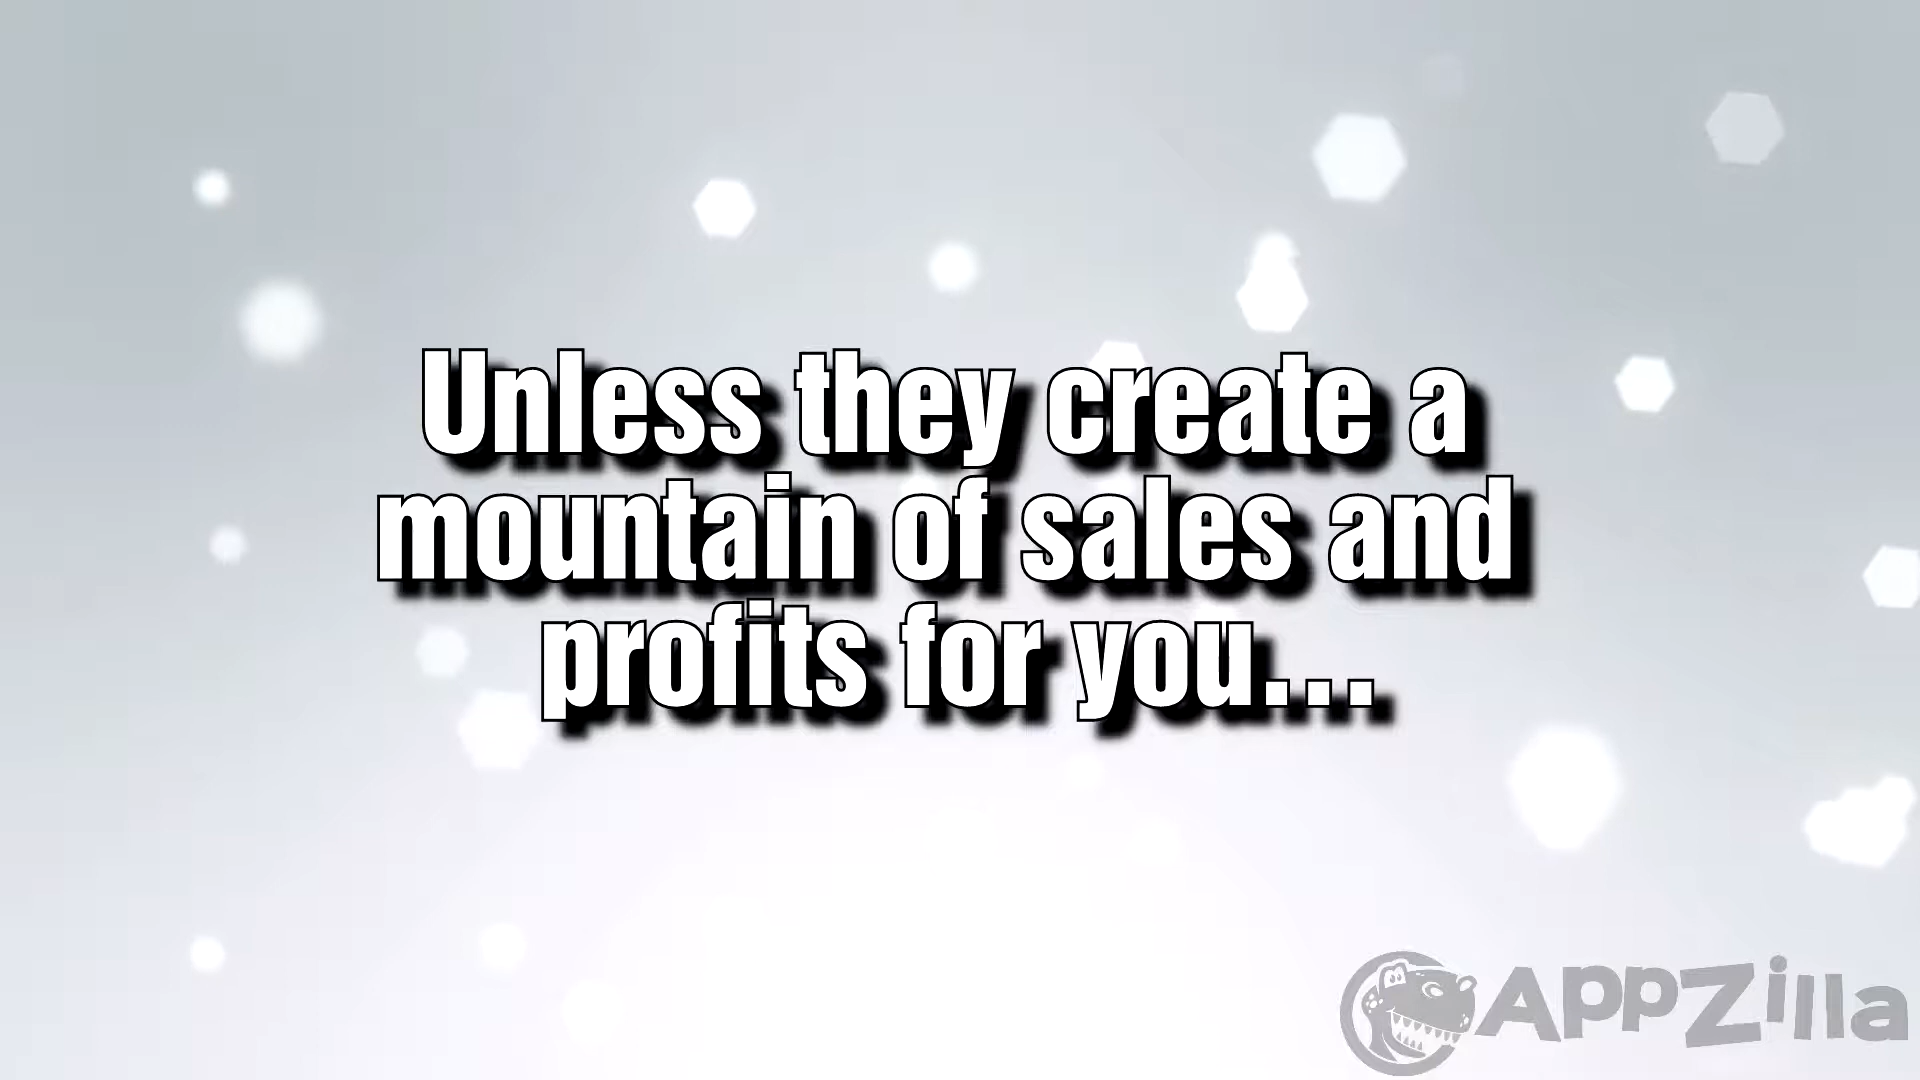 Unless they create a
mountain of sales and
profits for you...
AppZilla